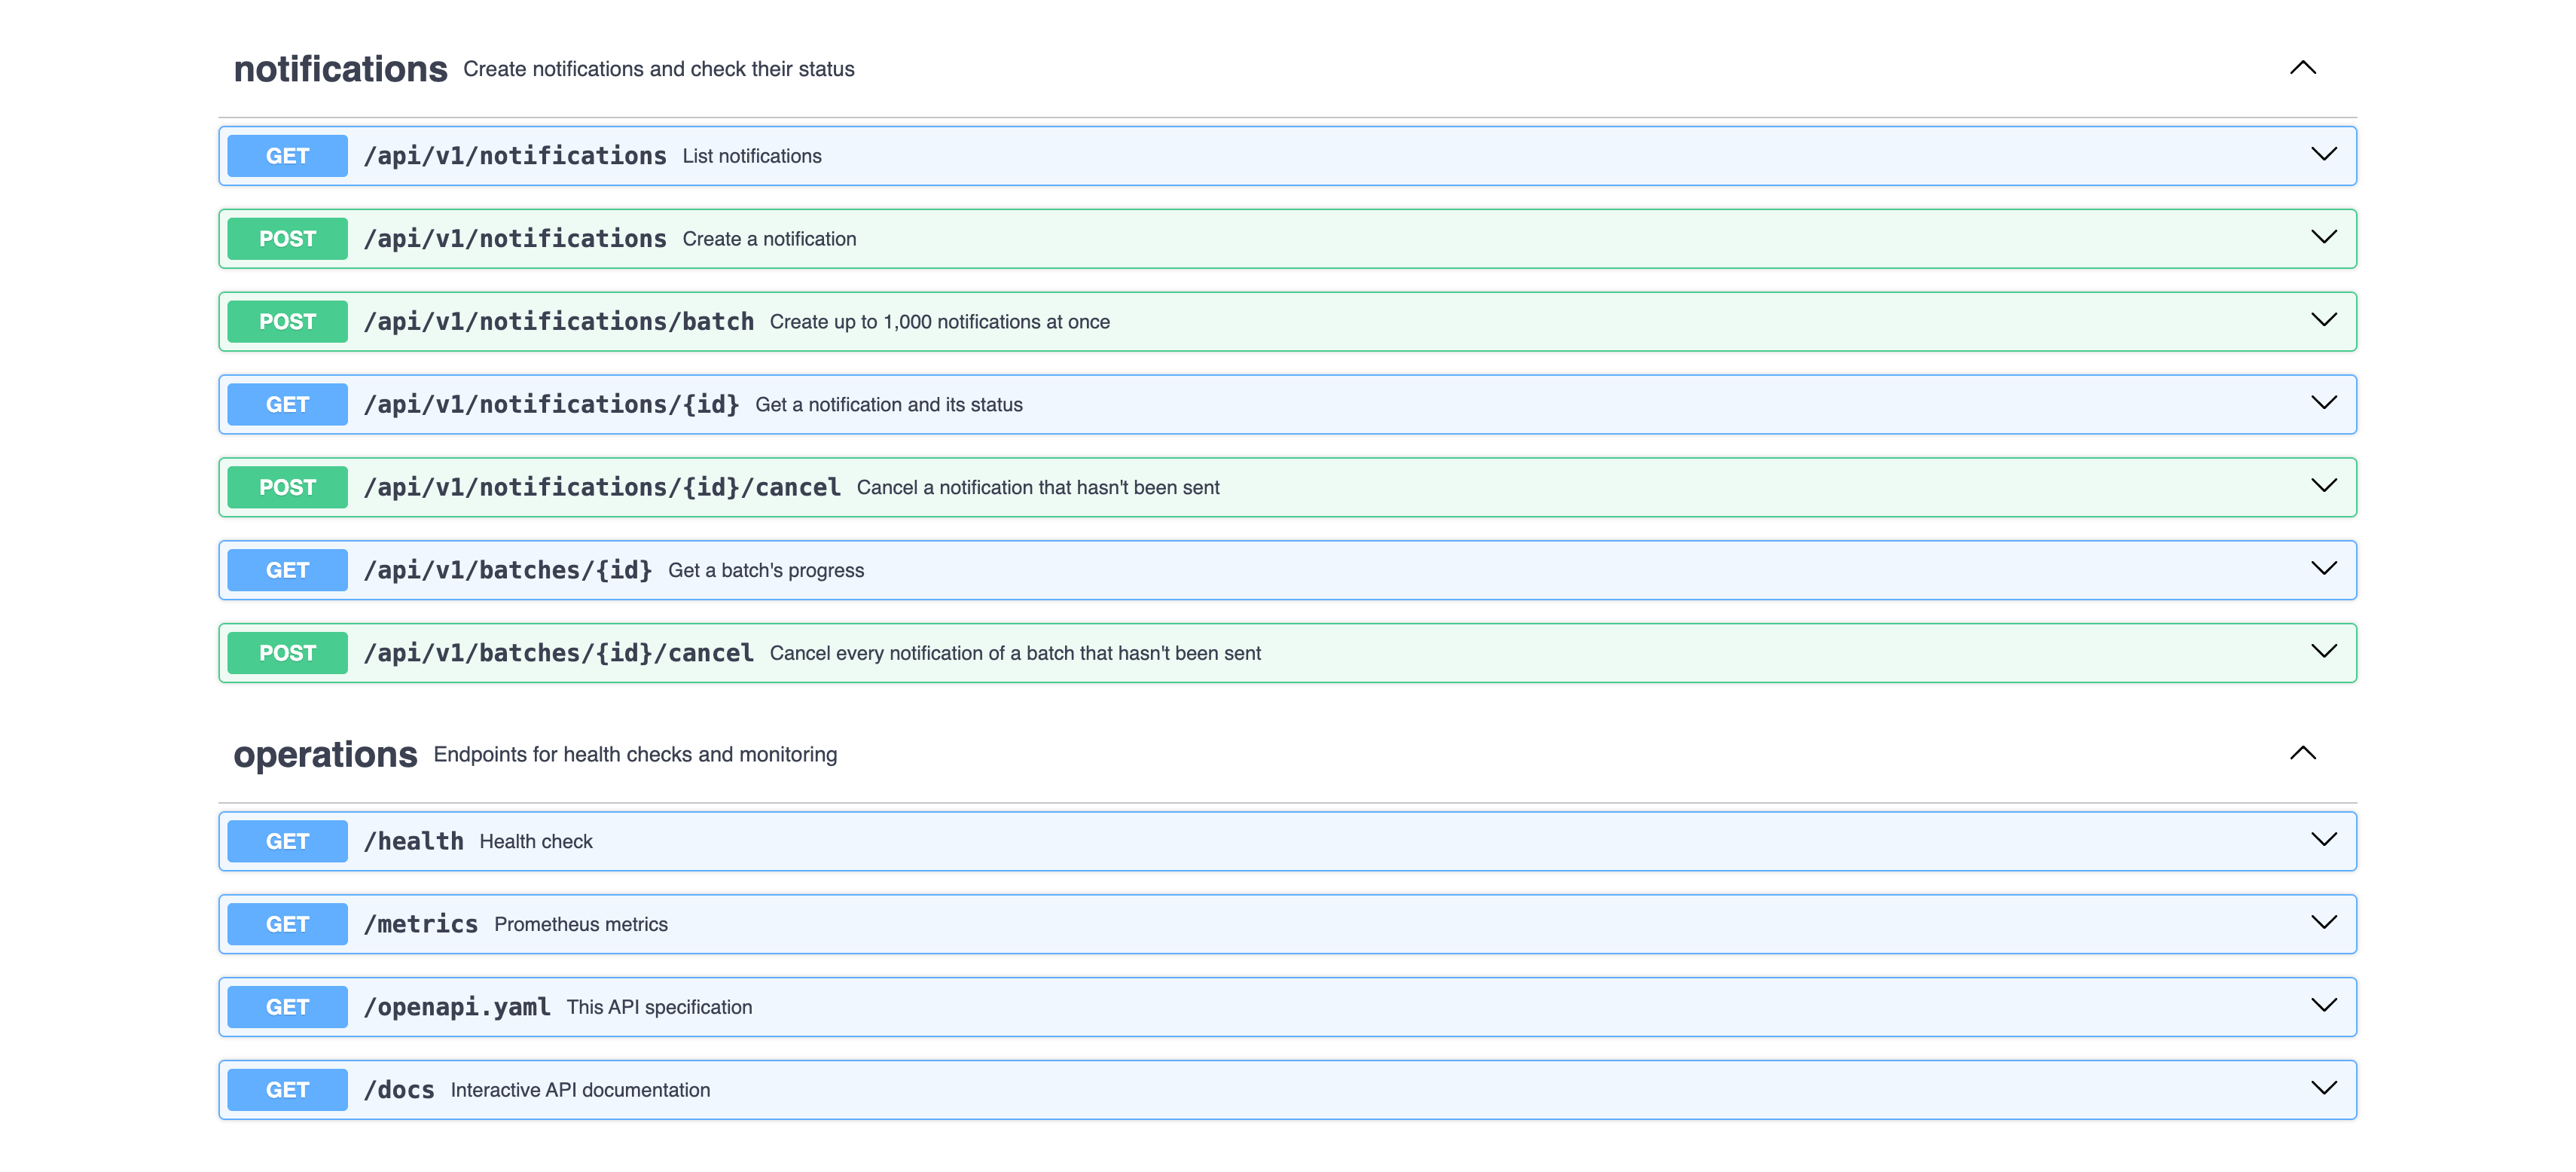 notifications Create notifications and check their status
GET /api/v1/notifications List notifications
POST /api/v1/notifications Create a notification
POST /api/v1/notifications/batch Create up to 1,000 notifications at once
GET /api/v1/notifications/{id} Get a notification and its status
POST /api/v1/notifications/{id}/cancel Cancel a notification that hasn't been sent
GET /api/v1/batches/{id} Get a batch's progress
POST /api/v1/batches/{id}/cancel Cancel every notification of a batch that hasn't been sent
operations Endpoints for health checks and monitoring
GET /health Health check
GET /metrics Prometheus metrics
GET /openapi.yaml This API specification
GET /docs Interactive API documentation